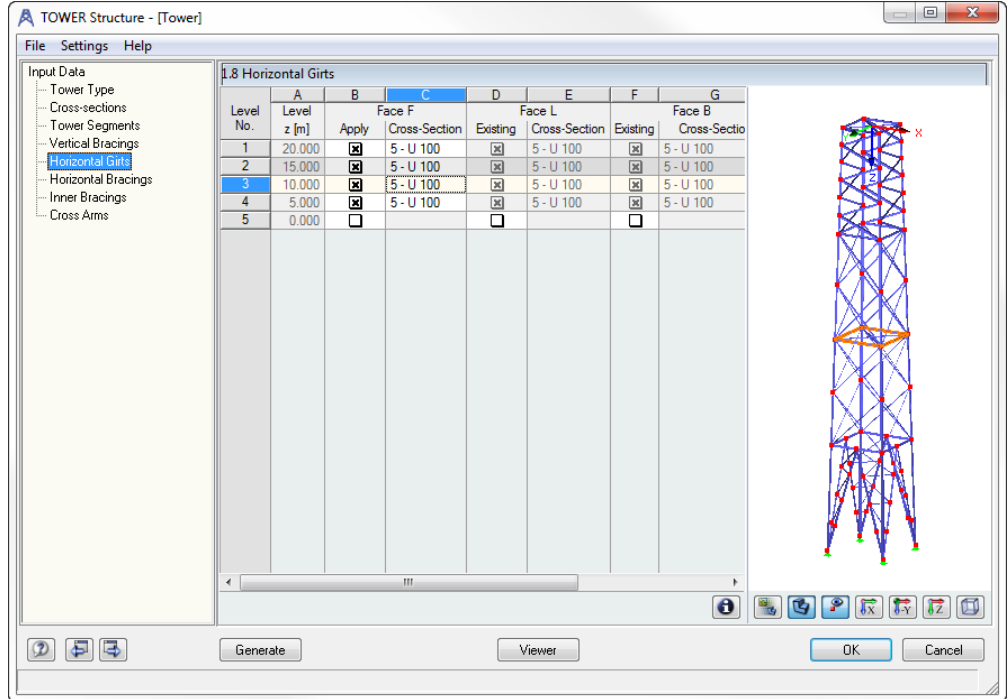 TOWER Structure - [Tower]
File Settings Help
Input Data
Tower Type
Cross-sections
Tower Segments
Vertical Bracings
Horizontal Girts
Horizontal Bracings
Inner Bracings
Cross Arms
1.8 Horizontal Girts
A B C D E F G
Level Level Face F Face L Face B
No. z [m] Apply Cross-Section Existing Cross-Section Existing Cross-Sectio
1 20.000 5 - U 100 5 - U 100 5 - U 100
2 15.000 5 - U 100 5 - U 100 5 - U 100
3 10.000 5 - U 100 5 - U 100 5 - U 100
4 5.000 5 - U 100 5 - U 100 5 - U 100
5 0.000
X
Z
X -Y Z
Generate Viewer OK Cancel